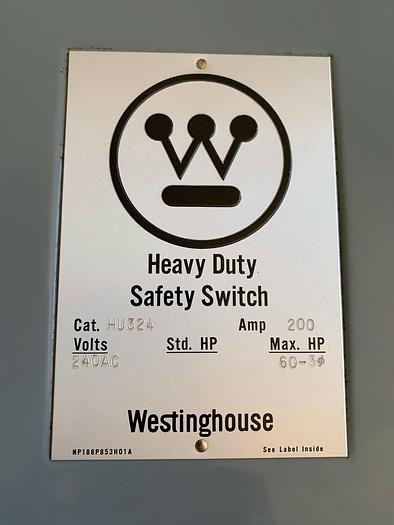 Heavy Duty
Safety Switch
Cat. HU324 Amp 200
Volts Std. HP Max. HP
240AC 60-3ϕ
Westinghouse
NP186P853H01A See Label Inside